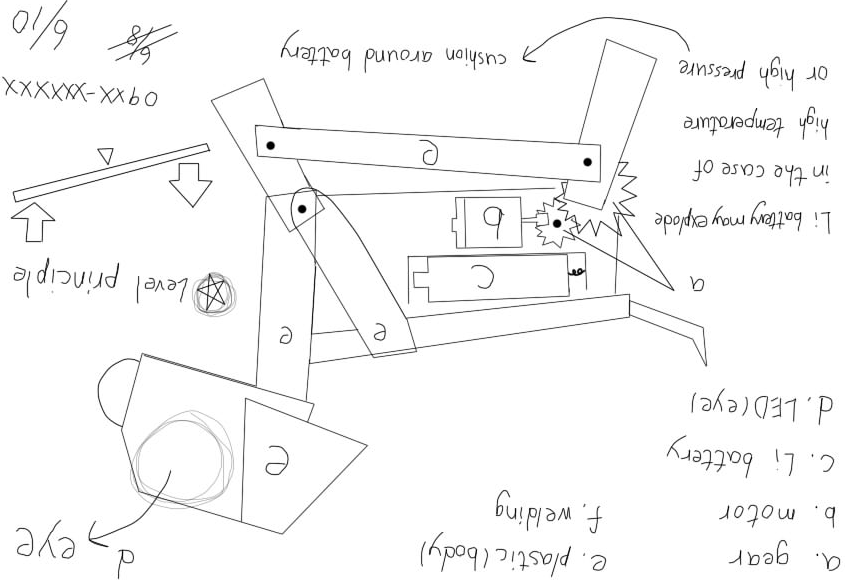 a. gear
b. motor
c. Li battery
d. LED(eye)
e. plastic(body)
f. welding
d
eye
e
e
e
a
c
b
Level principle
Li battery may explode
in the case of
high temperature
or high pressure
e
cushion around battery
09xx-xxxxxx
6/8
6/10